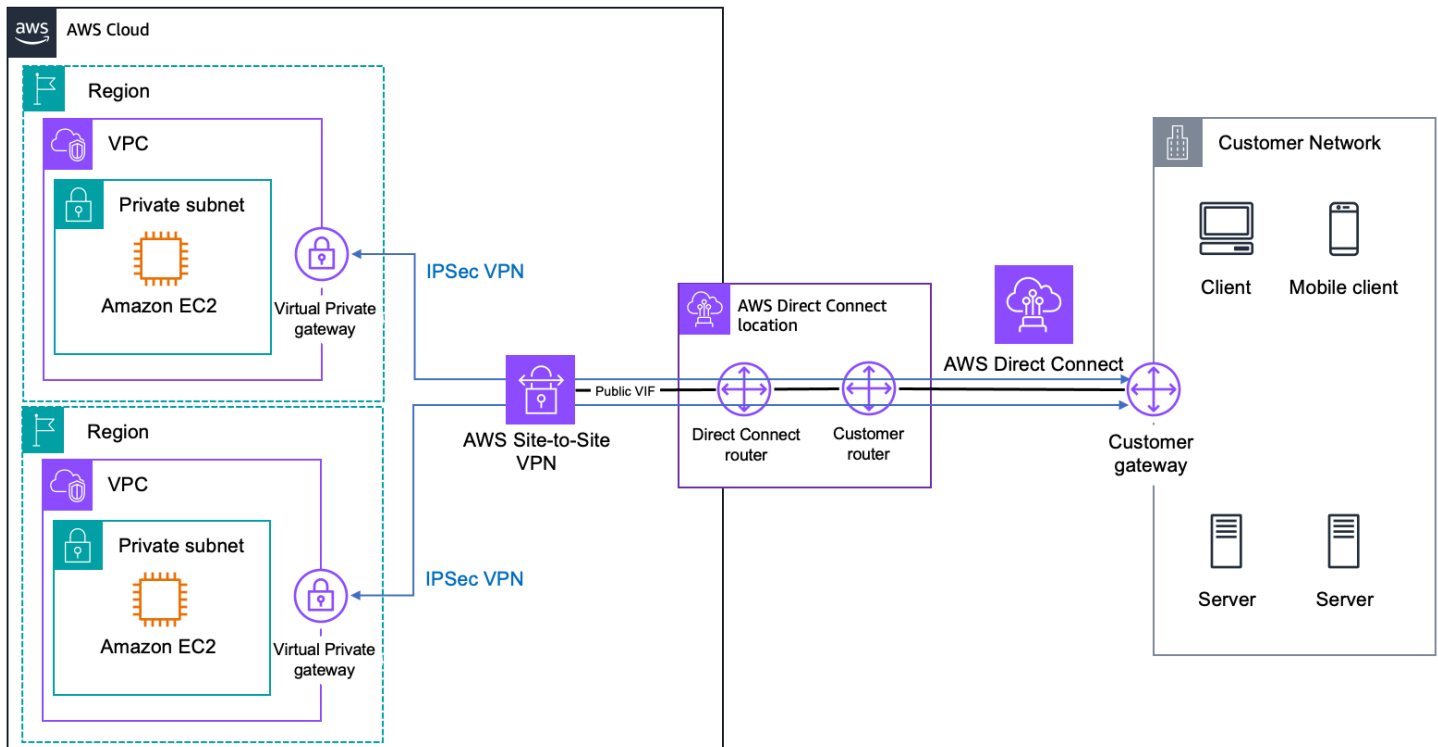 aws
AWS Cloud
Region
VPC
Private subnet
Amazon EC2
Virtual Private
gateway
IPSec VPN
Region
VPC
Private subnet
Amazon EC2
Virtual Private
gateway
IPSec VPN
AWS Site-to-Site
VPN
Public VIF
AWS Direct Connect
location
Direct Connect
router
Customer
router
AWS Direct Connect
Customer
gateway
Customer Network
Client
Mobile client
Server
Server